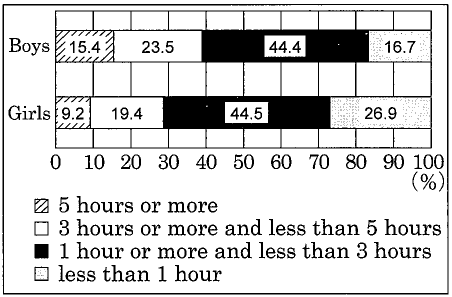 Boys 15.4 23.5 44.4 16.7
Girls 9.2 19.4 44.5 26.9
0 10 20 30 40 50 60 70 80 90 100
(%)
5 hours or more
3 hours or more and less than 5 hours
1 hour or more and less than 3 hours
less than 1 hour